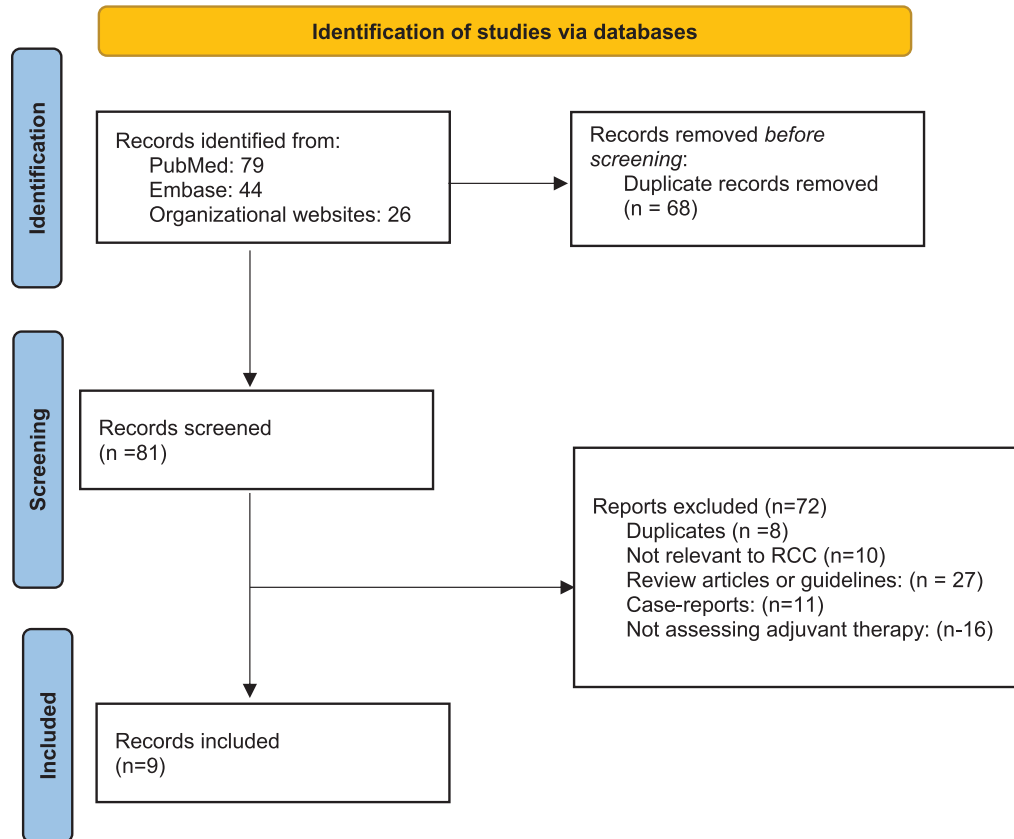 Identification of studies via databases
Identification
Records identified from:
PubMed: 79
Embase: 44
Organizational websites: 26
Records removed before
screening:
Duplicate records removed
(n = 68)
Screening
Records screened
(n =81)
Reports excluded (n=72)
Duplicates (n =8)
Not relevant to RCC (n=10)
Review articles or guidelines: (n = 27)
Case-reports: (n=11)
Not assessing adjuvant therapy: (n-16)
Included
Records included
(n=9)